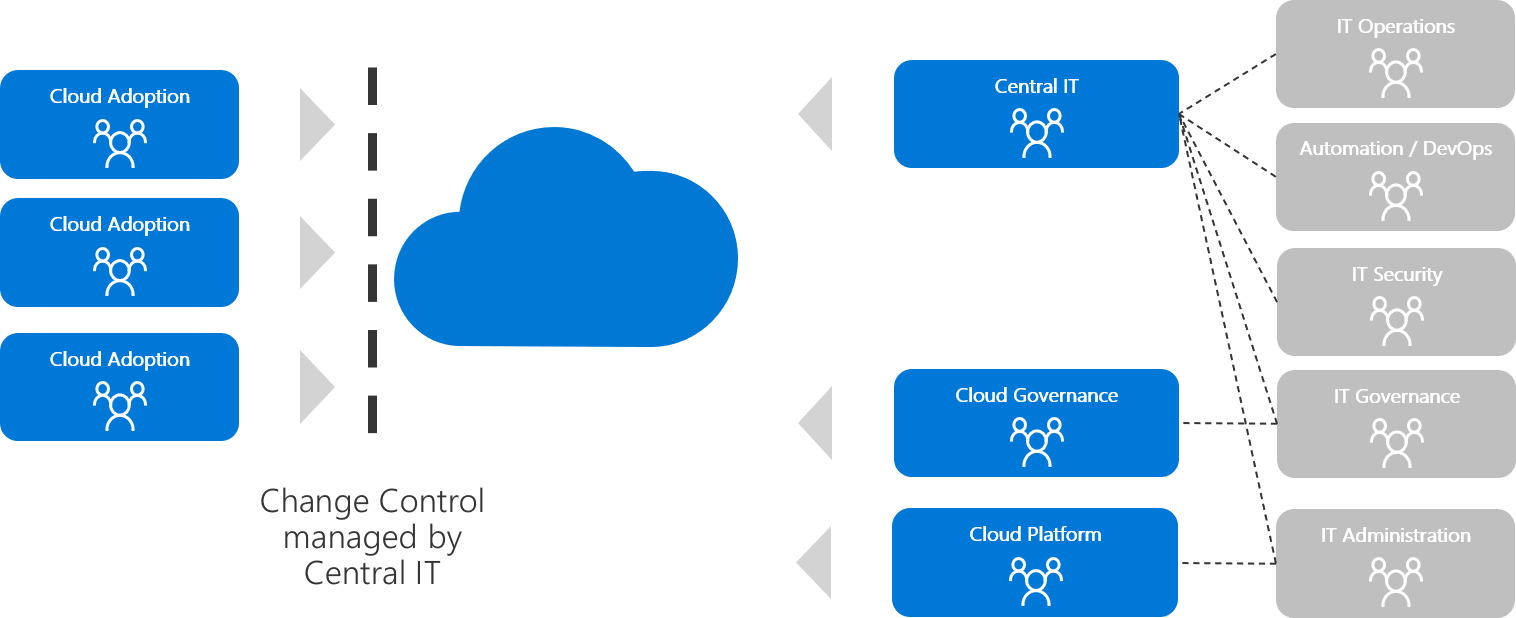 Cloud Adoption
Cloud Adoption
Cloud Adoption
Change Control
managed by
Central IT
Central IT
Cloud Governance
Cloud Platform
IT Operations
Automation / DevOps
IT Security
IT Governance
IT Administration